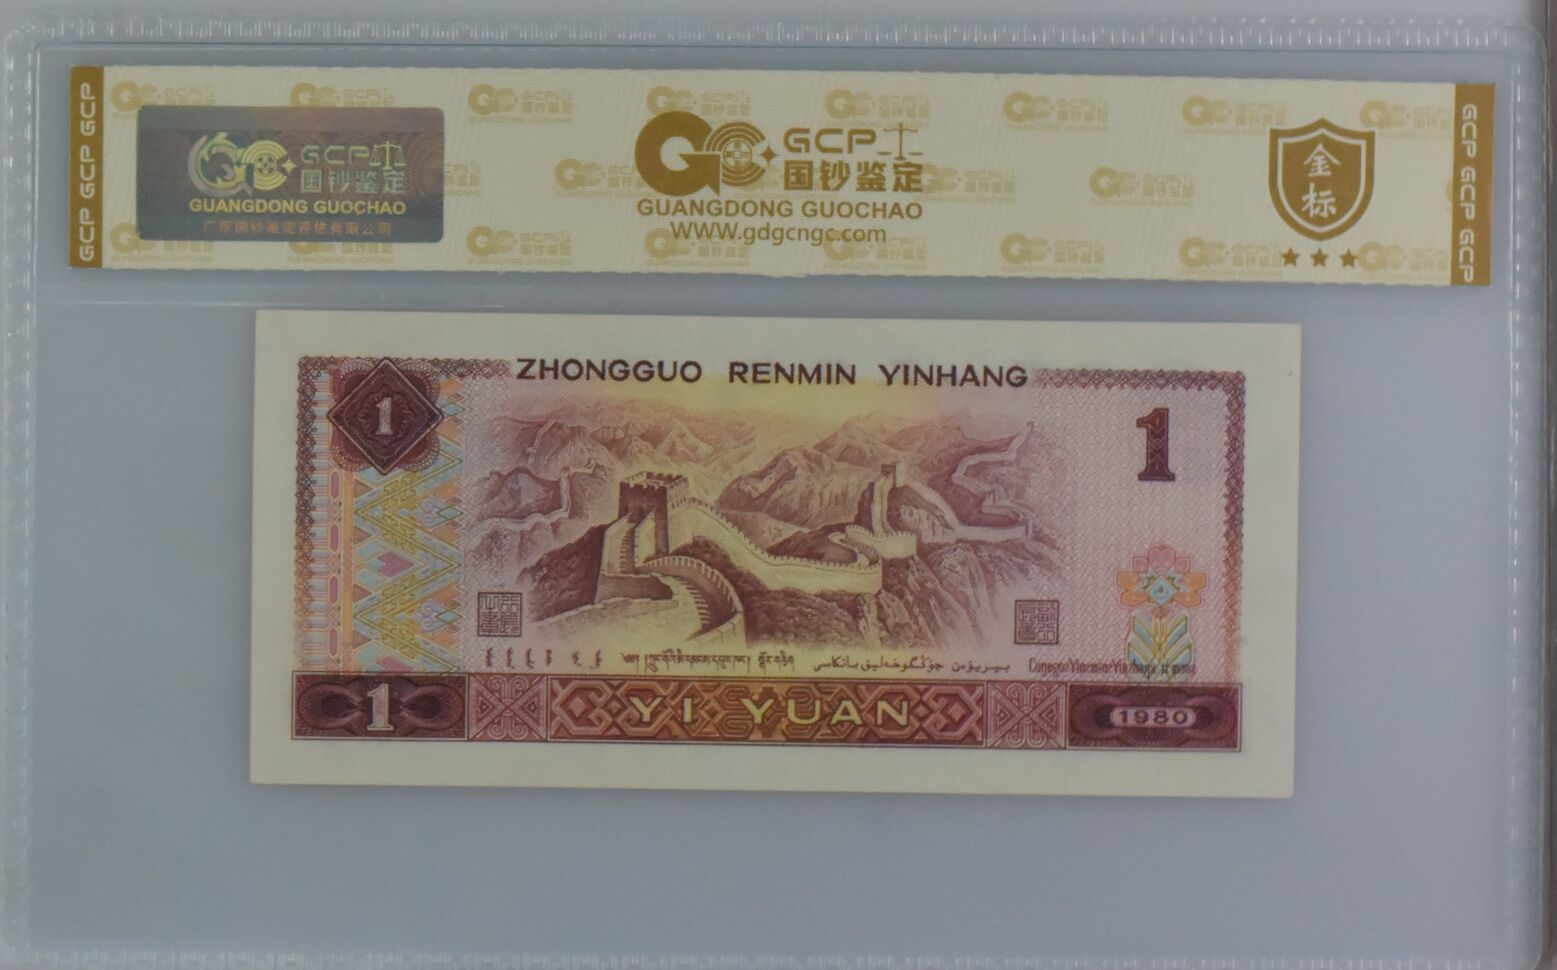 GCP GCP GCP
GCP
国钞鉴定
GUANGDONG GUOCHAO
广东国钞鉴定评估有限公司
GCP
国钞鉴定
GUANGDONG GUOCHAO
WWW.gdgcngc.com
金标
GCP GCP GCP
ZHONGGUO RENMIN YINHANG
1
1
1
YI YUAN
1980